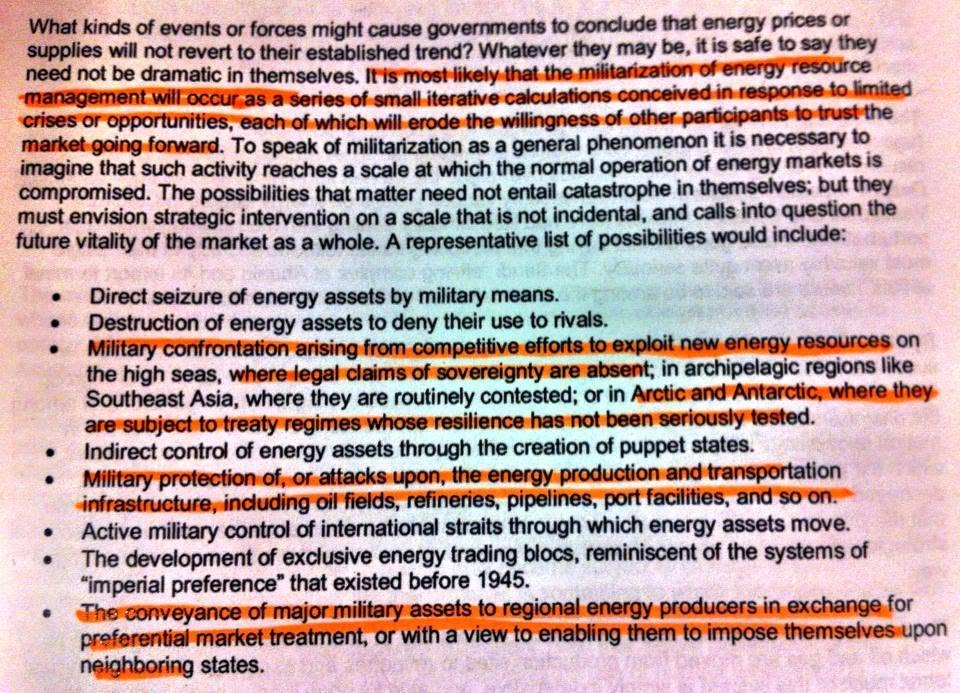 What kinds of events or forces might cause governments to conclude that energy prices or
supplies will not revert to their established trend? Whatever they may be, it is safe to say they
need not be dramatic in themselves. It is most likely that the militarization of energy resource
management will occur as a series of small iterative calculations conceived in response to limited
crises or opportunities, each of which will erode the willingness of other participants to trust the
market going forward. To speak of militarization as a general phenomenon it is necessary to
imagine that such activity reaches a scale at which the normal operation of energy markets is
compromised. The possibilities that matter need not entail catastrophe in themselves; but they
must envision strategic intervention on a scale that is not incidental, and calls into question the
future vitality of the market as a whole. A representative list of possibilities would include:
• Direct seizure of energy assets by military means.
• Destruction of energy assets to deny their use to rivals.
• Military confrontation arising from competitive efforts to exploit new energy resources on
the high seas, where legal claims of sovereignty are absent; in archipelagic regions like
Southeast Asia, where they are routinely contested; or in Arctic and Antarctic, where they
are subject to treaty regimes whose resilience has not been seriously tested.
• Indirect control of energy assets through the creation of puppet states.
• Military protection of, or attacks upon, the energy production and transportation
infrastructure, including oil fields, refineries, pipelines, port facilities, and so on.
• Active military control of international straits through which energy assets move.
• The development of exclusive energy trading blocs, reminiscent of the systems of
“imperial preference” that existed before 1945.
• The conveyance of major military assets to regional energy producers in exchange for
preferential market treatment, or with a view to enabling them to impose themselves upon
neighboring states.